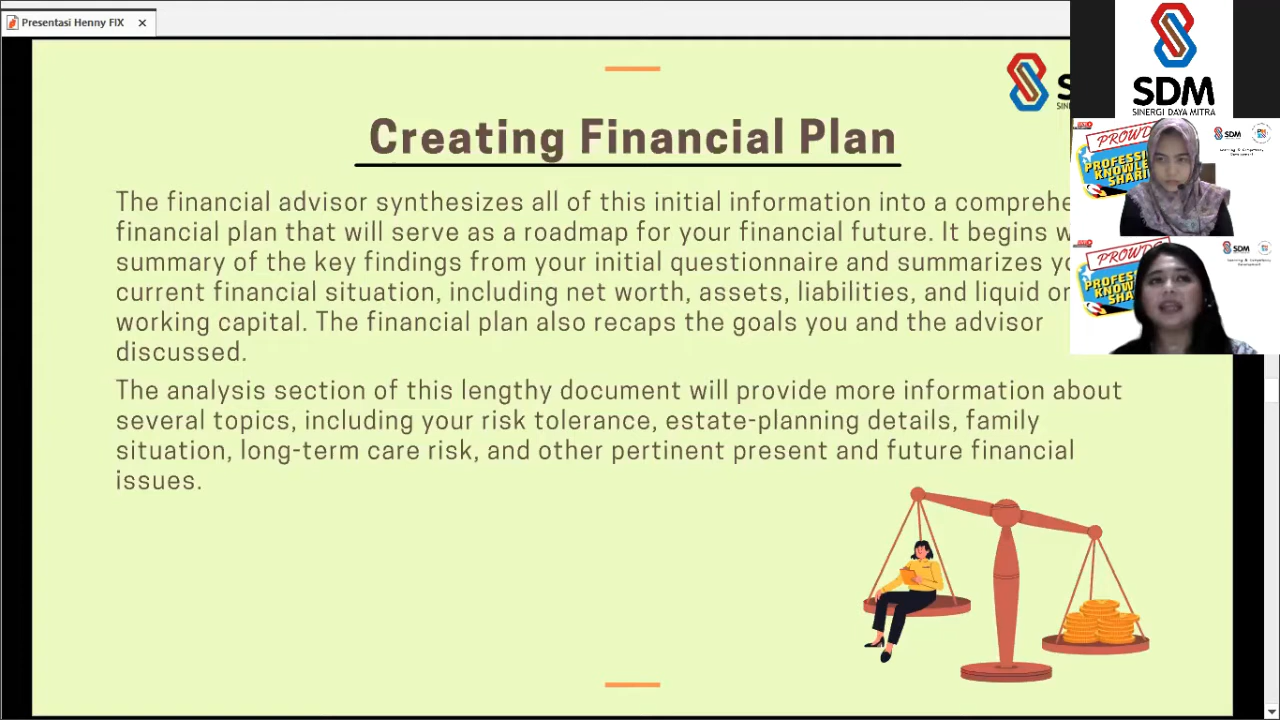 Presentasi Henny FIX
Creating Financial Plan
The financial advisor synthesizes all of this initial information into a
financial plan that will serve as a roadmap for your financial future. It begins
summary of the key findings from your initial questionnaire and summarizes
current financial situation, including net worth, assets, liabilities, and liquid or
working capital. The financial plan also recaps the goals you and the advisor
discussed.
The analysis section of this lengthy document will provide more information about
several topics, including your risk tolerance, estate-planning details, family
situation, long-term care risk, and other pertinent present and future financial
issues.
SDM
SINERGI DAYA MITRA
SDM
SDM